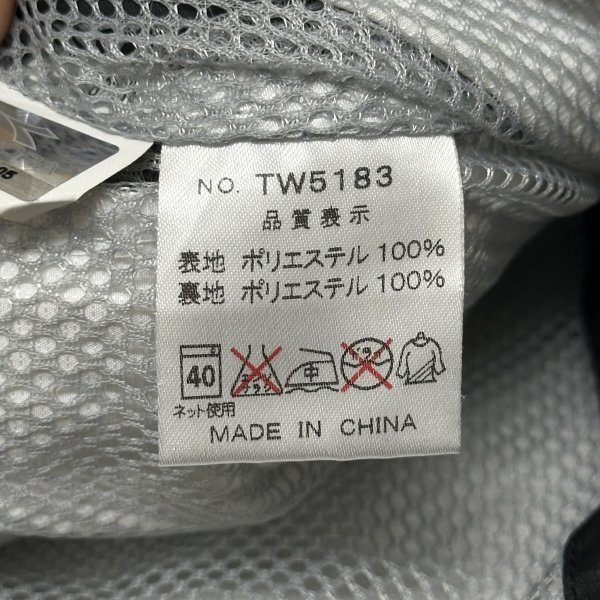 NO. TW5183
品質表示
表地 ポリエステル 100%
裏地 ポリエステル 100%
40
中
ネット使用
MADE IN CHINA